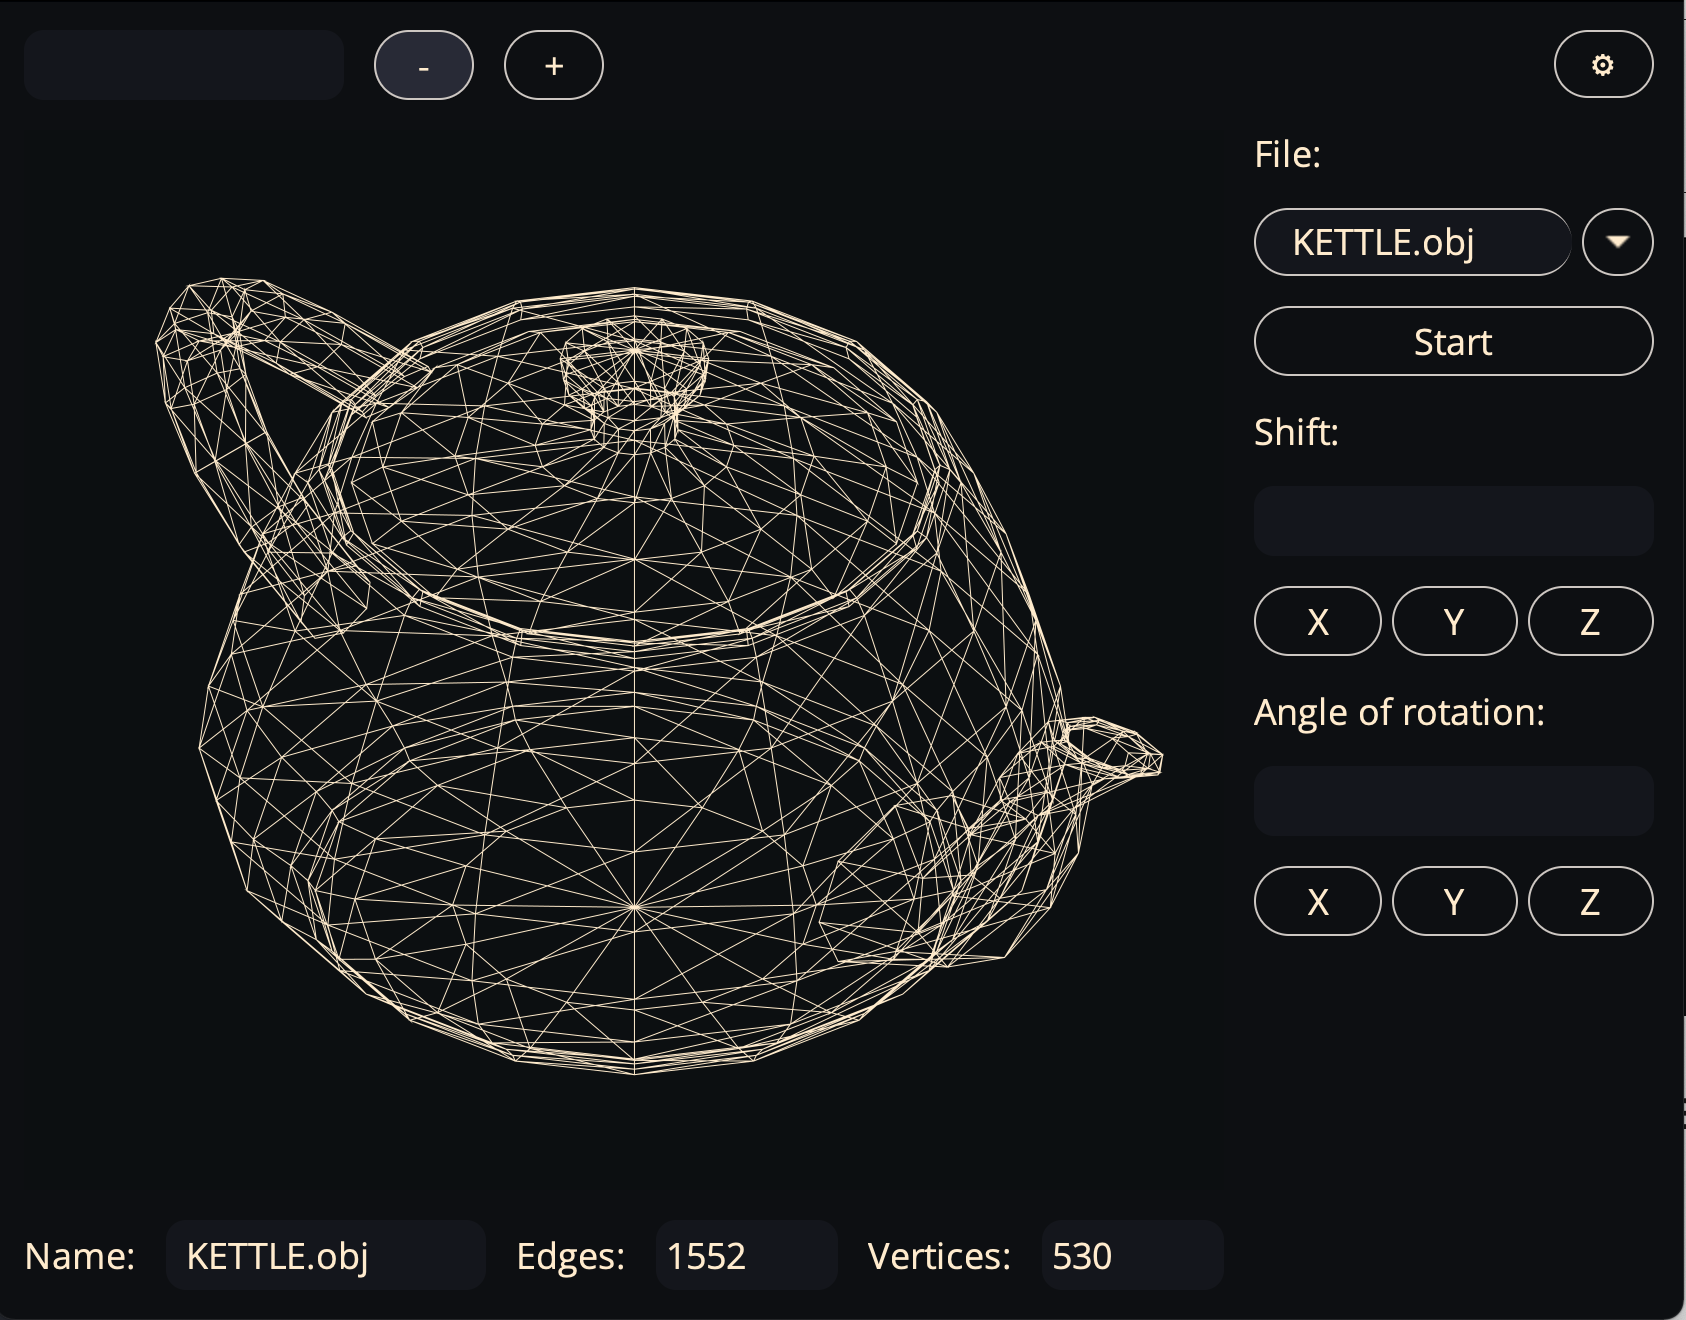 - +
⚙
File:
KETTLE.obj
Start
Shift:
X Y Z
Angle of rotation:
X Y Z
Name: KETTLE.obj Edges: 1552 Vertices: 530